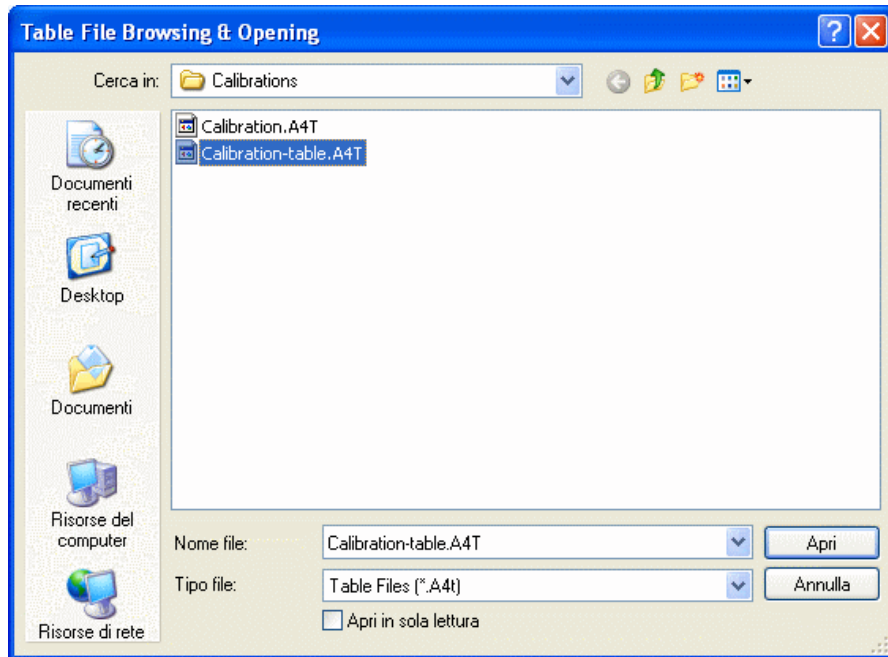 Table File Browsing & Opening
Cerca in:
Calibrations
Calibration.A4T
Calibration-table.A4T
Documenti
recenti
Desktop
Documenti
Risorse del
computer
Risorse di rete
Nome file:
Calibration-table.A4T
Apri
Tipo file:
Table Files (*.A4t)
Annulla
Apri in sola lettura